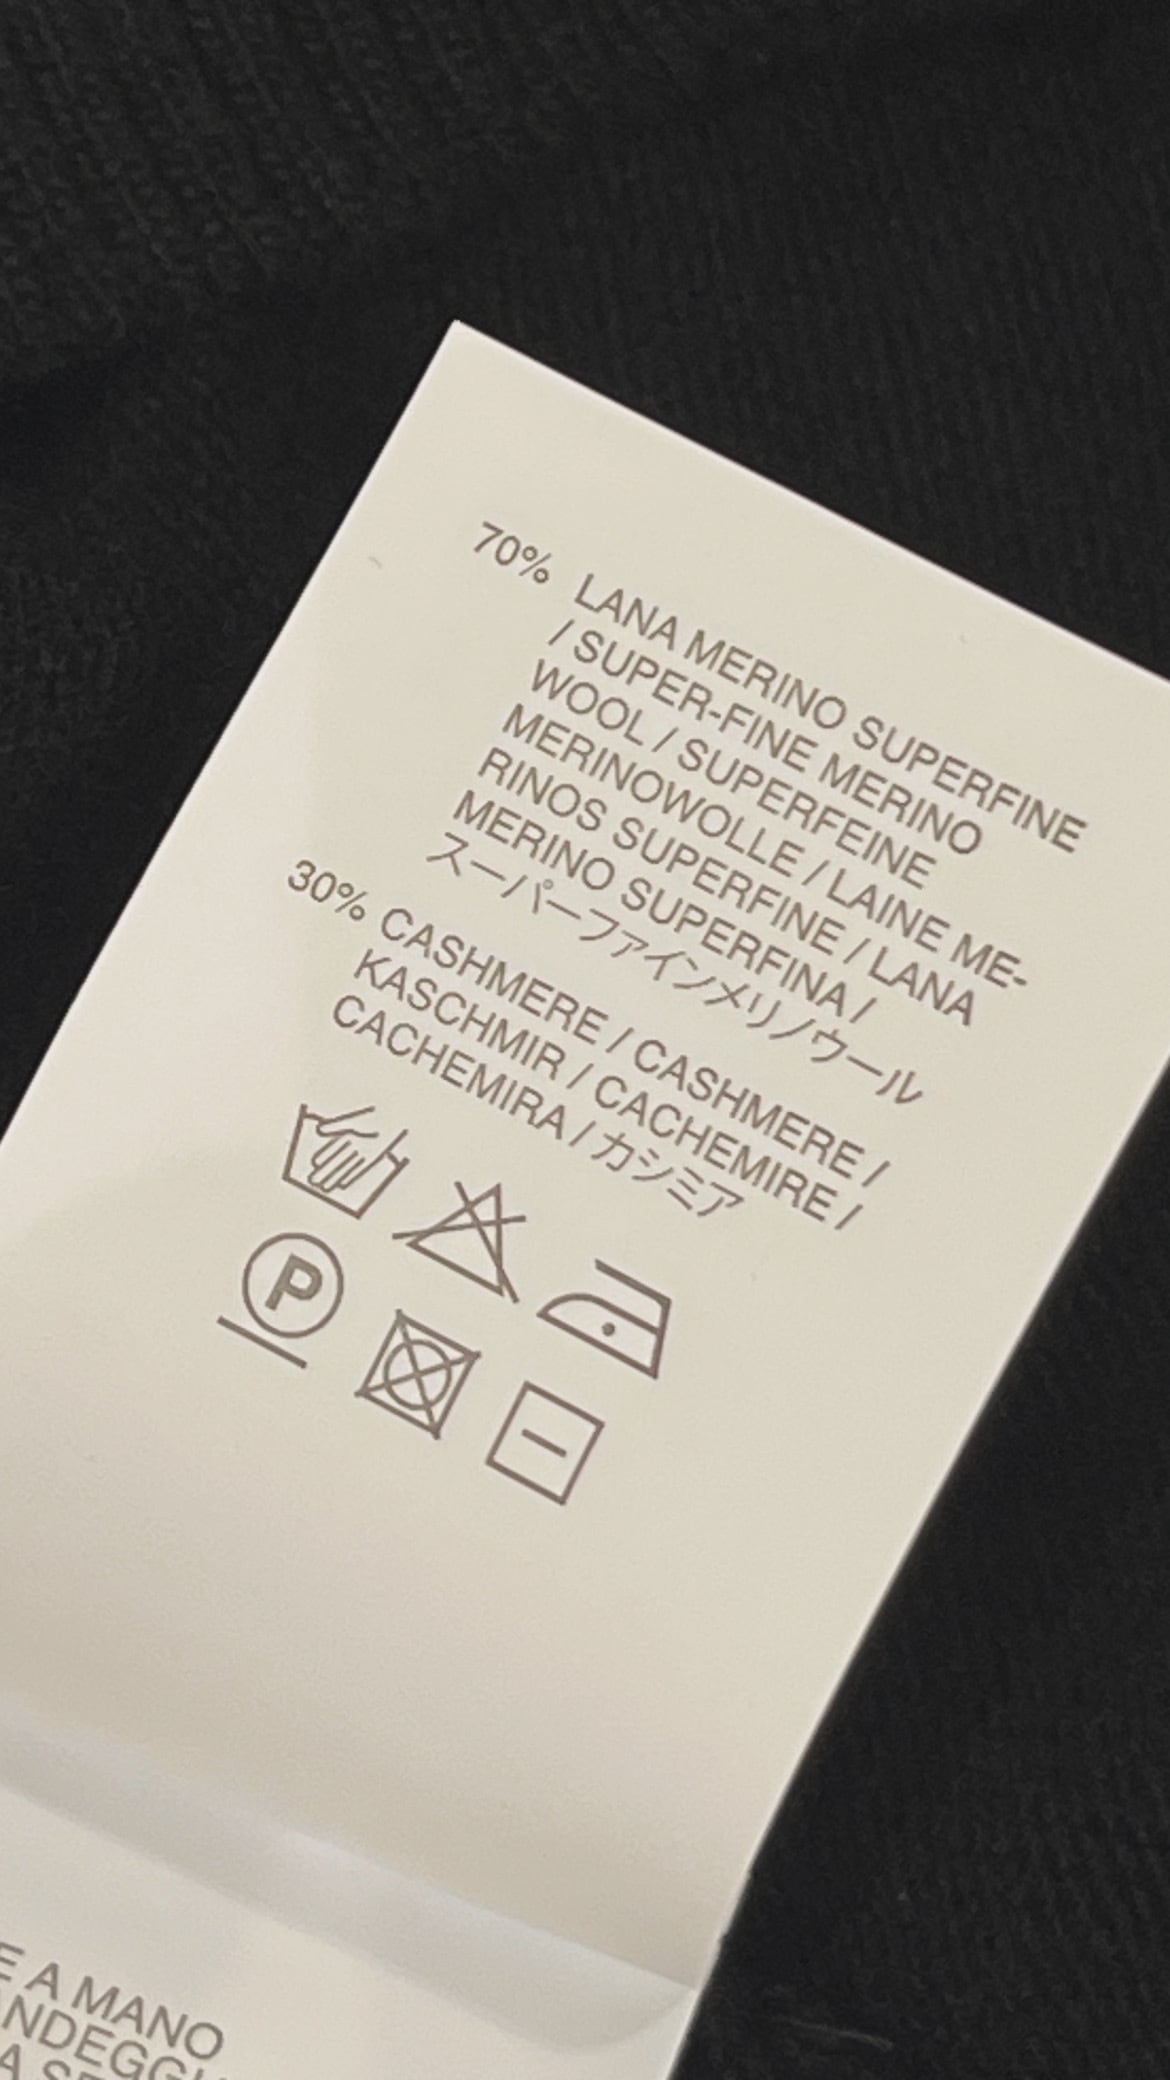 70% LANA MERINO SUPERFINE
/ SUPER-FINE MERINO
WOOL / SUPERFEINE
MERINOWOLLE / LAINE ME-
RINOS SUPERFINE / LANA
MERINO SUPERFINA /
スーパーファインメリノウール
30% CASHMERE / CASHMERE /
KASCHMIR / CACHEMIRE /
CACHEMIRA / カシミア
P
A MANO